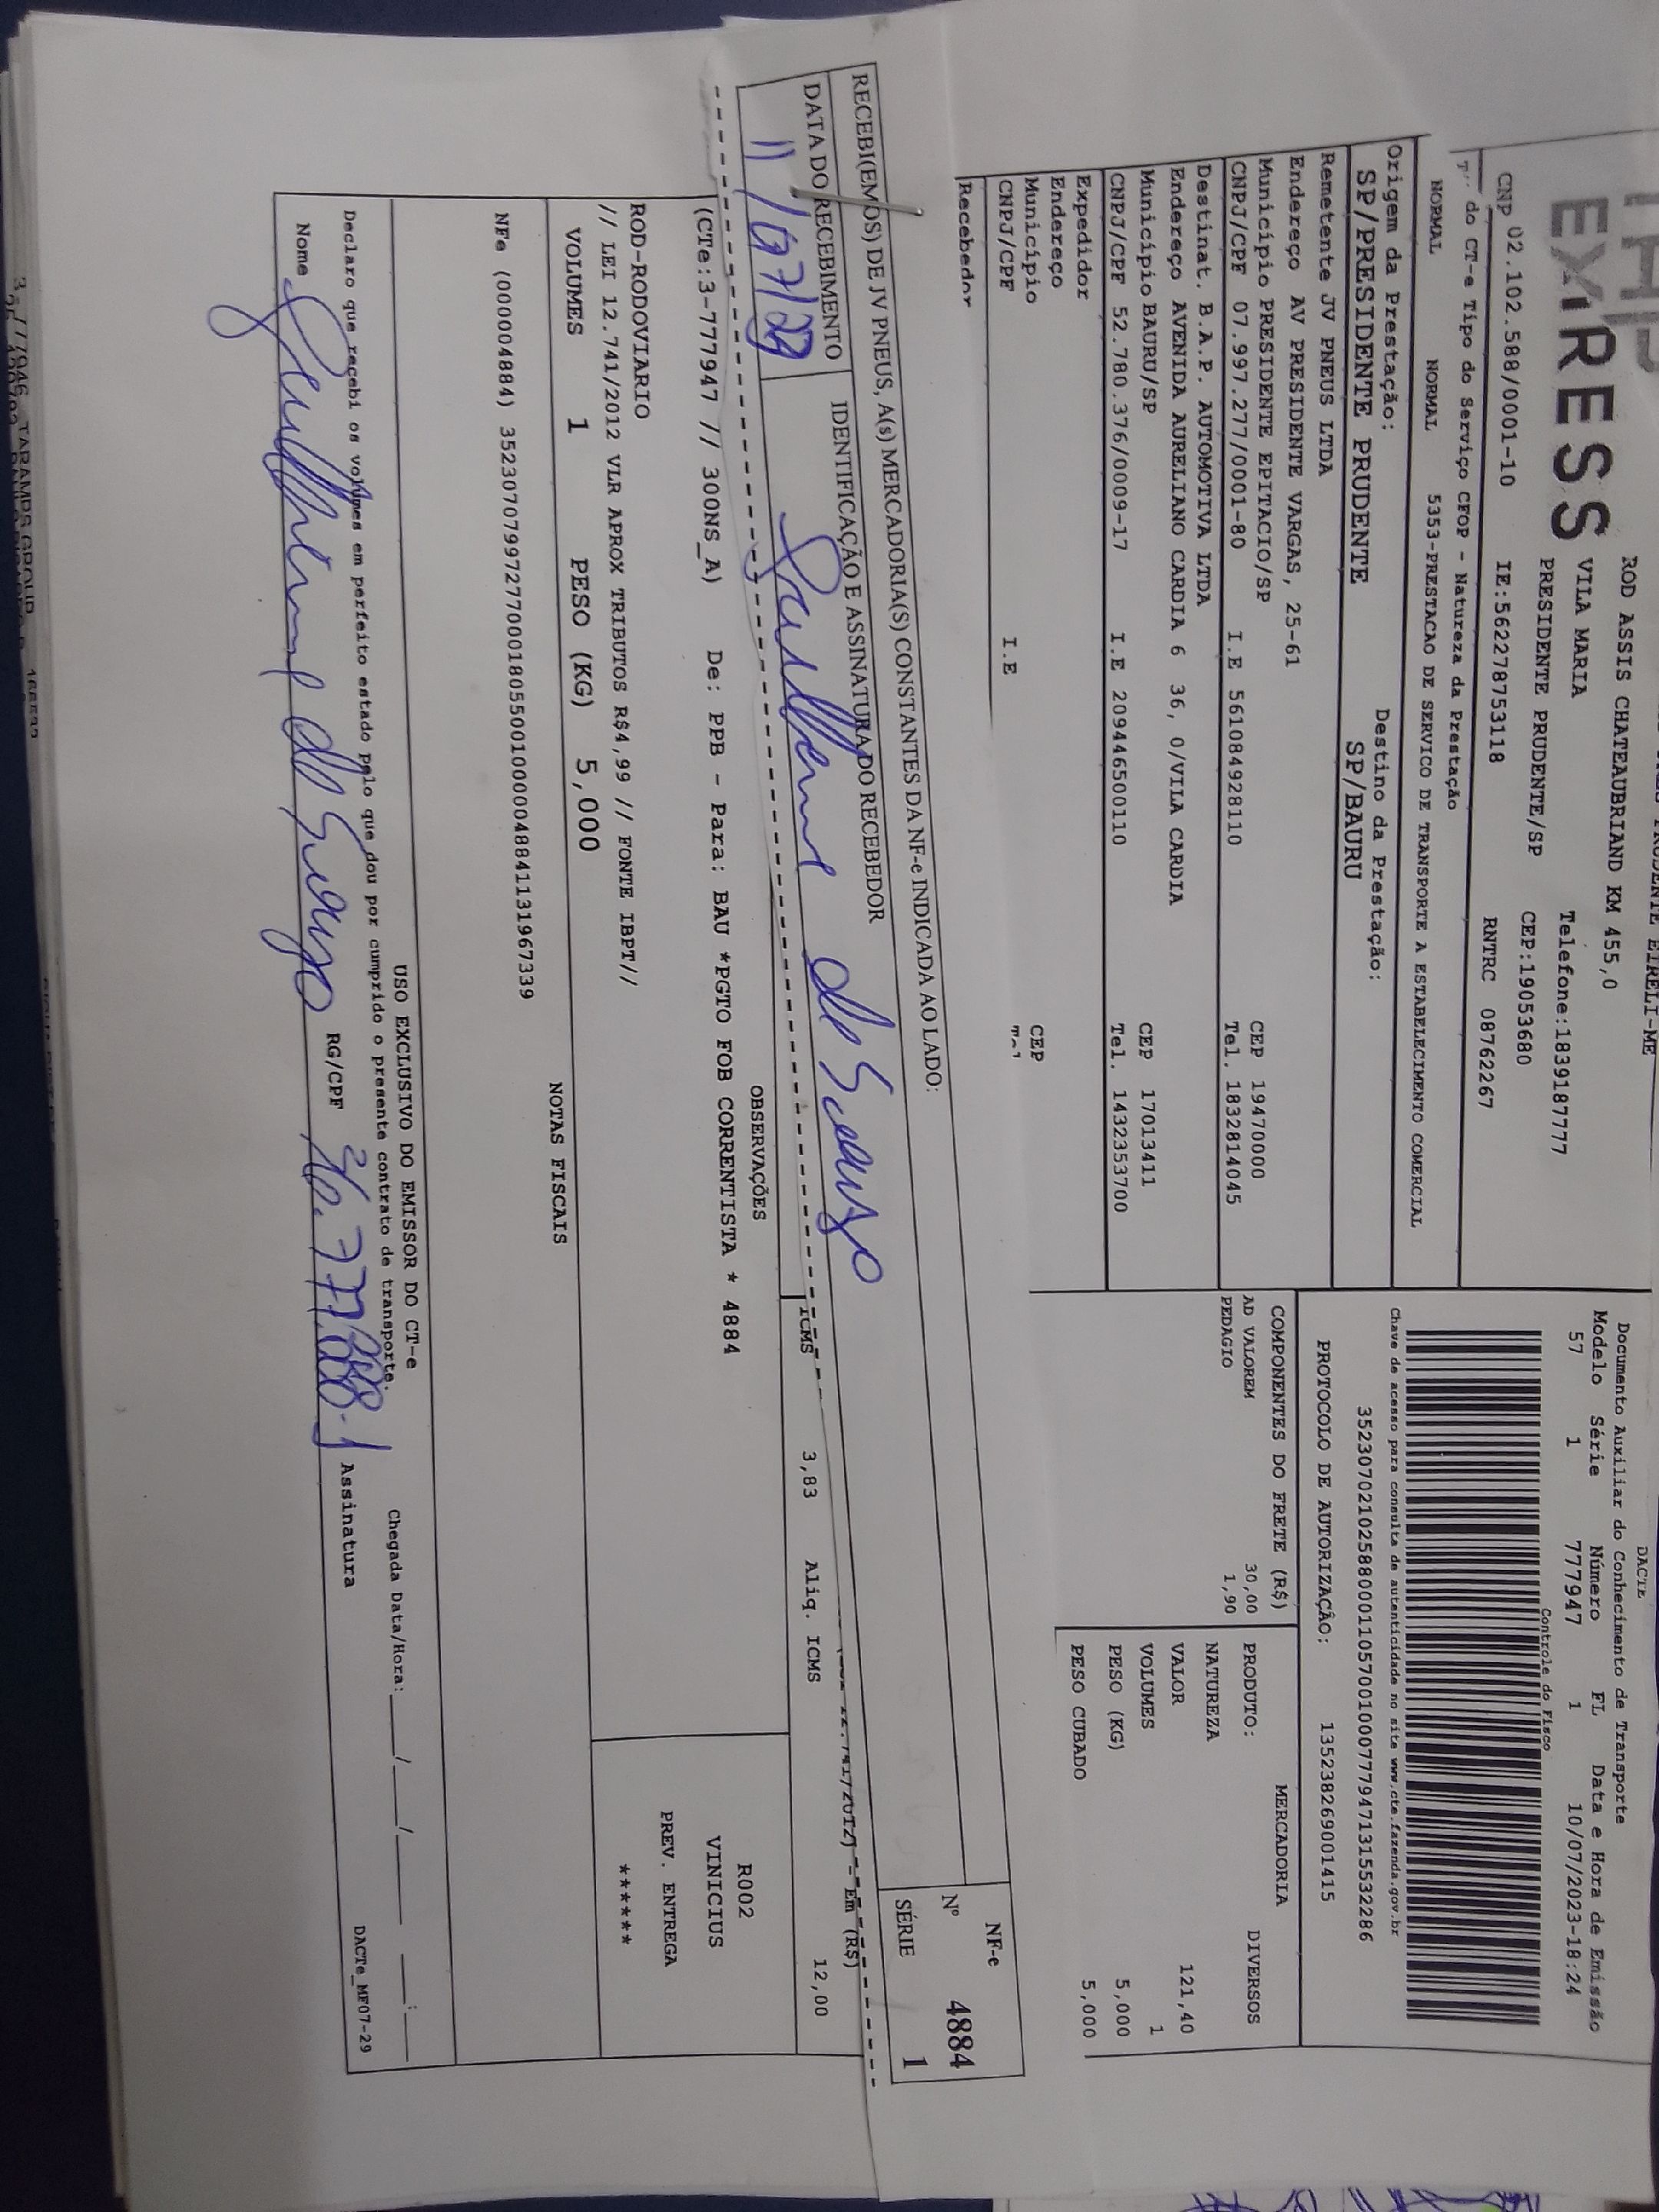 EXPRESS
ROD ASSIS CHATEAUBRIAND KM 455,0
VILA MARIA Telefone:1839187777
PRESIDENTE PRUDENTE/SP CEP:19053680
CNP 02.102.588/0001-10 IE:562278753118 RNTRC 08762267
do CT-e Tipo do Serviço CFOP - Natureza da Prestação
NORMAL NORMAL 5353-PRESTACAO DE SERVICO DE TRANSPORTE A ESTABELECIMENTO COMERCIAL
Origem da Prestação: Destino da Prestação:
SP/PRESIDENTE PRUDENTE SP/BAURU
Remetente JV PNEUS LTDA
Endereço AV PRESIDENTE VARGAS, 25-61
Município PRESIDENTE EPITACIO/SP CEP 19470000
CNPJ/CPF 07.997.277/0001-80 I.E 561084928110 Tel. 1832814045
Destinat. B.A.P. AUTOMOTIVA LTDA
Endereço AVENIDA AURELIANO CARDIA 6 36, 0/VILA CARDIA
Município BAURU/SP CEP 17013411
CNPJ/CPF 52.780.376/0009-17 I.E 209446500110 Tel. 1432353700
Expedidor
Endereço
Município CEP
CNPJ/CPF I.E
Recebedor
DACTE
Documento Auxiliar do Conhecimento de Transporte
Modelo Série Número FL Data e Hora de Emissão
57 1 777947 1 10/07/2023-18:24
Controle do Fisco
Chave de acesso para consulta de autenticidade no site www.cte.fazenda.gov.br
35230702102588000110570010007779471315532286
PROTOCOLO DE AUTORIZAÇÃO: 135238269001415
COMPONENTES DO FRETE (R$)
AD VALOREM 30,00
PEDAGIO 1,90
MERCADORIA
PRODUTO: DIVERSOS
NATUREZA
VALOR 121,40
VOLUMES 1
PESO (KG) 5,000
PESO CUBADO 5,000
RECEBI(EMOS) DE JV PNEUS, A(s) MERCADORIA(S) CONSTANTES DA NF-e INDICADA AO LADO:
DATA DO RECEBIMENTO IDENTIFICAÇÃO E ASSINATURA DO RECEBEDOR
11/07/23 Guilherme de Souza
NF-e
Nº 4884
SÉRIE 1
ICMS 3,83 Aliq. ICMS 12,00
Em (R$)
OBSERVAÇÕES
(CTe:3-777947 // 300NS_A) De: PPB - Para: BAU *PGTO FOB CORRENTISTA * 4884
R002
VINICIUS
PREV. ENTREGA
******
ROD-RODOVIARIO
// LEI 12.741/2012 VLR APROX TRIBUTOS R$4,99 // FONTE IBPT//
VOLUMES 1 PESO (KG) 5,000
NOTAS FISCAIS
NFe (000004884) 35230707997277000180550010000048841131967339
USO EXCLUSIVO DO EMISSOR DO CT-e
Declaro que recebi os volumes em perfeito estado pelo que dou por cumprido o presente contrato de transporte. Chegada Data/Hora:___/___/___ __:__
Nome Guilherme de Souza RG/CPF Assinatura
DACTe_MF07-29